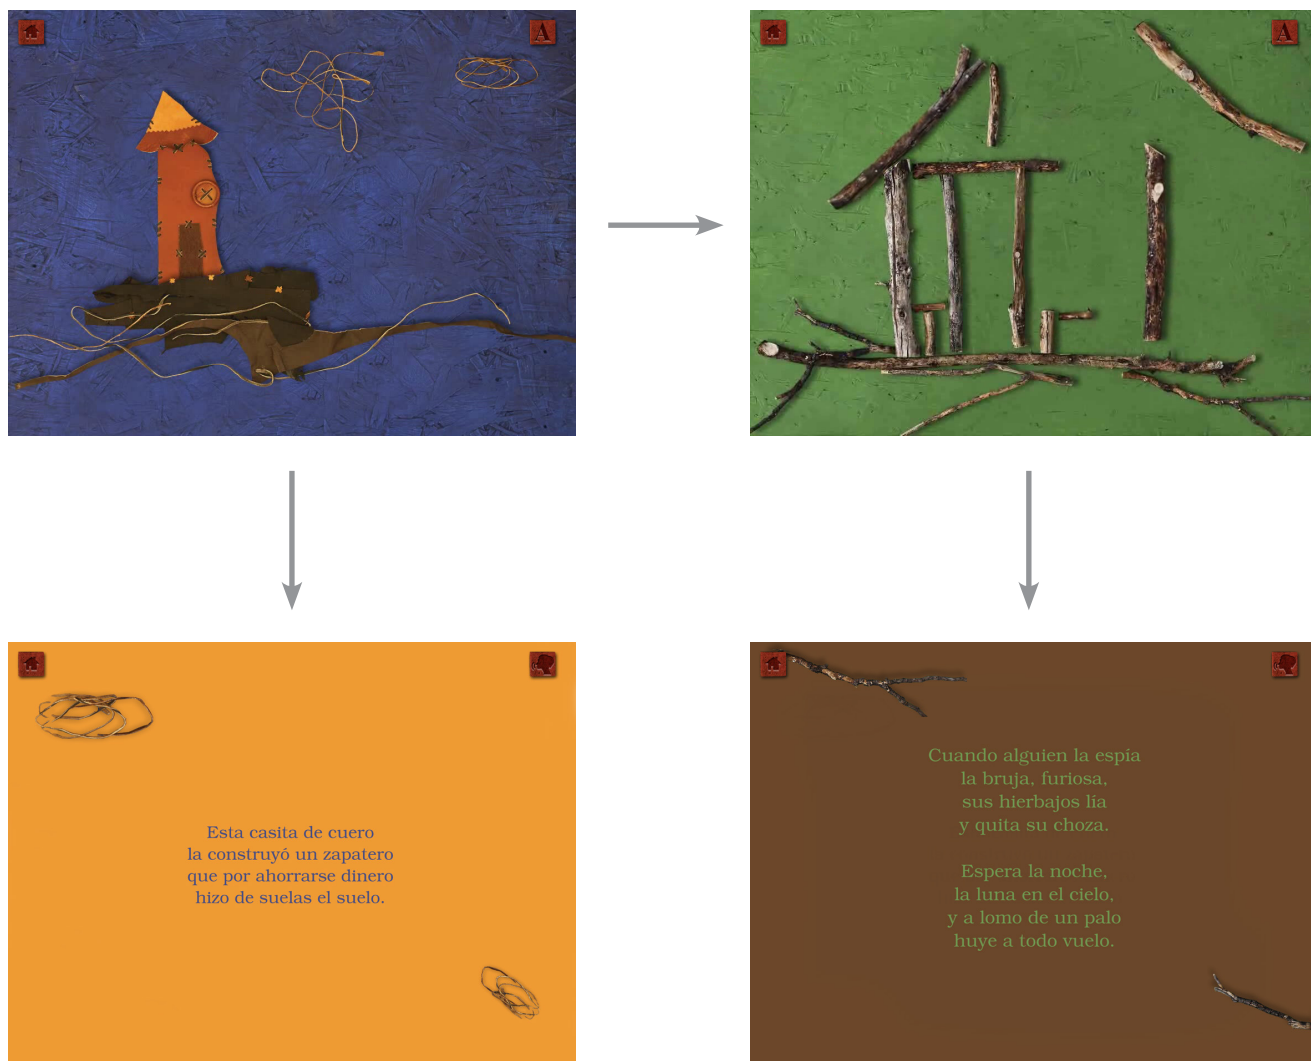 A
A
Esta casita de cuero
la construyó un zapatero
que por ahorrarse dinero
hizo de suelas el suelo.
Cuando alguien la espía
la bruja, furiosa,
sus hierbajos lía
y quita su choza.
Espera la noche,
la luna en el cielo,
y a lomo de un palo
huye a todo vuelo.